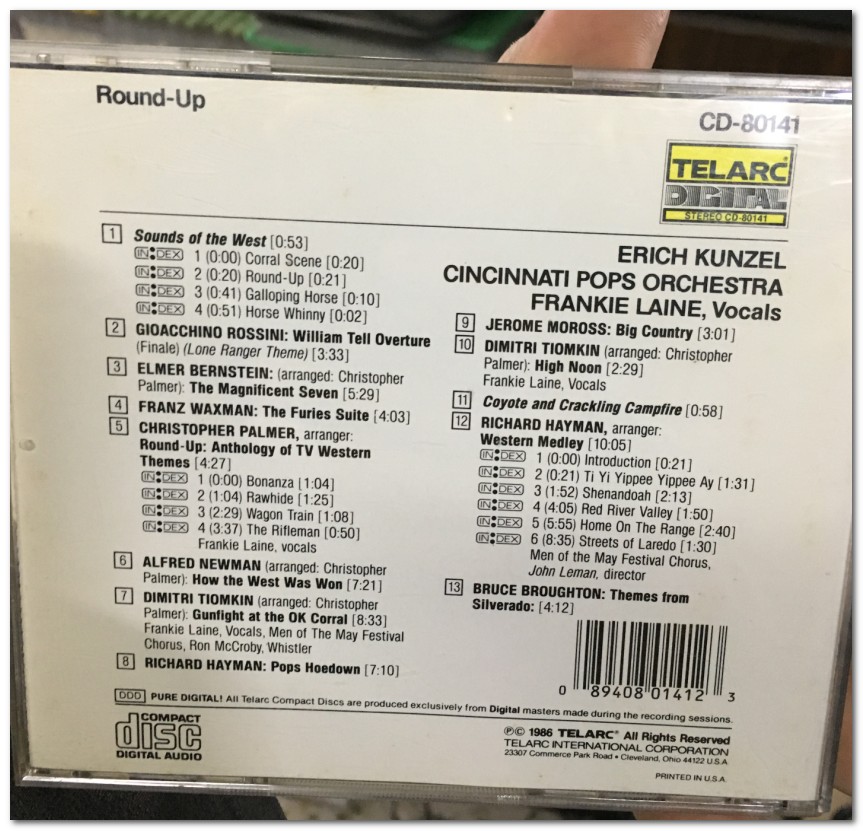 Round-Up
CD-80141
TELARC
DIGITAL
STEREO CD-80141
1 Sounds of the West [0:53]
INDEX 1 (0:00) Corral Scene [0:20]
INDEX 2 (0:20) Round-Up [0:21]
INDEX 3 (0:41) Galloping Horse [0:10]
INDEX 4 (0:51) Horse Whinny [0:02]
2 GIOACCHINO ROSSINI: William Tell Overture
(Finale) (Lone Ranger Theme) [3:33]
3 ELMER BERNSTEIN: (arranged: Christopher
Palmer): The Magnificent Seven [5:29]
4 FRANZ WAXMAN: The Furies Suite [4:03]
5 CHRISTOPHER PALMER, arranger:
Round-Up: Anthology of TV Western
Themes [4:27]
INDEX 1 (0:00) Bonanza [1:04]
INDEX 2 (1:04) Rawhide [1:25]
INDEX 3 (2:29) Wagon Train [1:08]
INDEX 4 (3:37) The Rifleman [0:50]
Frankie Laine, vocals
6 ALFRED NEWMAN (arranged: Christopher
Palmer): How the West Was Won [7:21]
7 DIMITRI TIOMKIN (arranged: Christopher
Palmer): Gunfight at the OK Corral [8:33]
Frankie Laine, Vocals, Men of The May Festival
Chorus, Ron McCroby, Whistler
8 RICHARD HAYMAN: Pops Hoedown [7:10]
ERICH KUNZEL
CINCINNATI POPS ORCHESTRA
FRANKIE LAINE, Vocals
9 JEROME MOROSS: Big Country [3:01]
10 DIMITRI TIOMKIN (arranged: Christopher
Palmer): High Noon [2:29]
Frankie Laine, Vocals
11 Coyote and Crackling Campfire [0:58]
12 RICHARD HAYMAN, arranger:
Western Medley [10:05]
INDEX 1 (0:00) Introduction [0:21]
INDEX 2 (0:21) Ti Yi Yippee Yippee Ay [1:31]
INDEX 3 (1:52) Shenandoah [2:13]
INDEX 4 (4:05) Red River Valley [1:50]
INDEX 5 (5:55) Home On The Range [2:40]
INDEX 6 (8:35) Streets of Laredo [1:30]
Men of the May Festival Chorus,
John Leman, director
13 BRUCE BROUGHTON: Themes from
Silverado: [4:12]
0 89408 01412 3
DDD PURE DIGITAL! All Telarc Compact Discs are produced exclusively from Digital masters made during the recording sessions.
COMPACT
disc
DIGITAL AUDIO
℗© 1986 TELARC® All Rights Reserved
TELARC INTERNATIONAL CORPORATION
23307 Commerce Park Road • Cleveland, Ohio 44122 U.S.A.
PRINTED IN U.S.A.